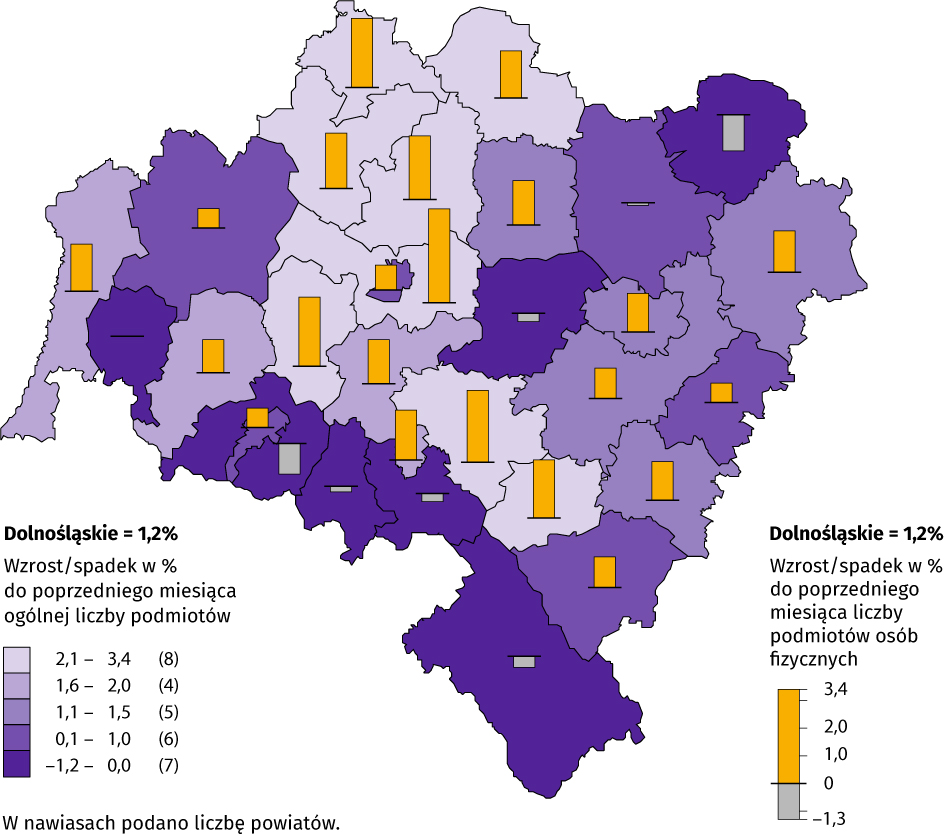 Dolnośląskie = 1,2%
Wzrost/spadek w %
do poprzedniego miesiąca
ogólnej liczby podmiotów
2,1 – 3,4 (8)
1,6 – 2,0 (4)
1,1 – 1,5 (5)
0,1 – 1,0 (6)
–1,2 – 0,0 (7)
W nawiasach podano liczbę powiatów.
Dolnośląskie = 1,2%
Wzrost/spadek w %
do poprzedniego
miesiąca liczby
podmiotów osób
fizycznych
3,4
2,0
1,0
0
–1,3